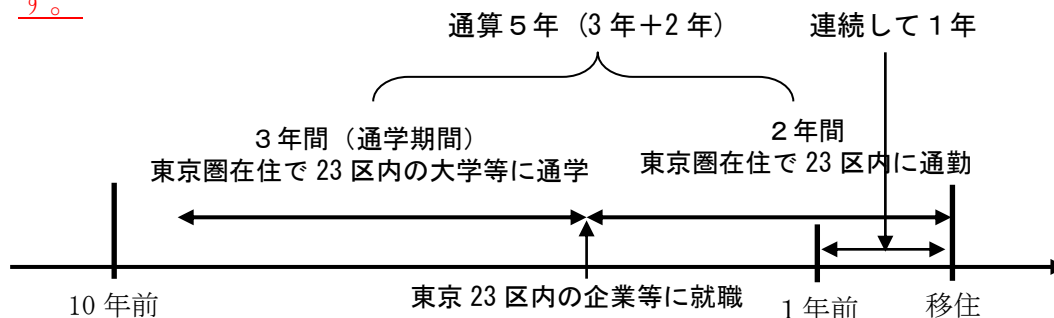 す。
通算５年（3 年＋2 年）
連続して１年
３年間（通学期間）
東京圏在住で 23 区内の大学等に通学
２年間
東京圏在住で 23 区内に通勤
10 年前
東京 23 区内の企業等に就職
１年前
移住